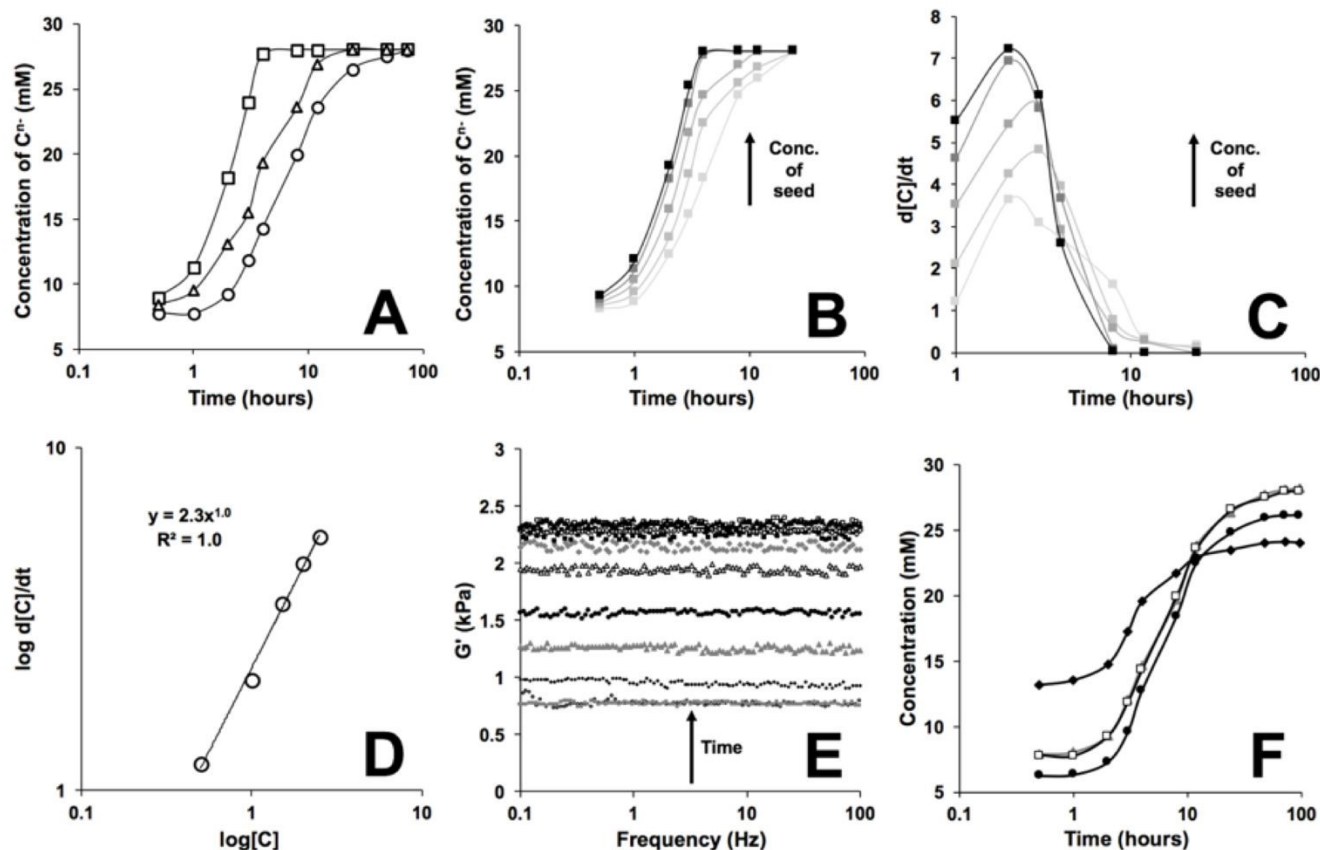 30
25
20
15
10
5
0.1
1
10
100
Concentration of Cⁿ⁻ (mM)
Time (hours)
A
30
25
20
15
10
5
0.1
1
10
100
Concentration of Cⁿ⁻ (mM)
Time (hours)
Conc.
of
seed
B
8
7
6
5
4
3
2
1
0
1
10
100
d[C]/dt
Time (hours)
Conc.
of
seed
C
10
1
0.1
1
10
log d[C]/dt
log[C]
y = 2.3x¹·⁰
R² = 1.0
D
3
2.5
2
1.5
1
0.5
0
0.1
1
10
100
G' (kPa)
Frequency (Hz)
Time
E
30
25
20
15
10
5
0.1
1
10
100
Concentration (mM)
Time (hours)
F